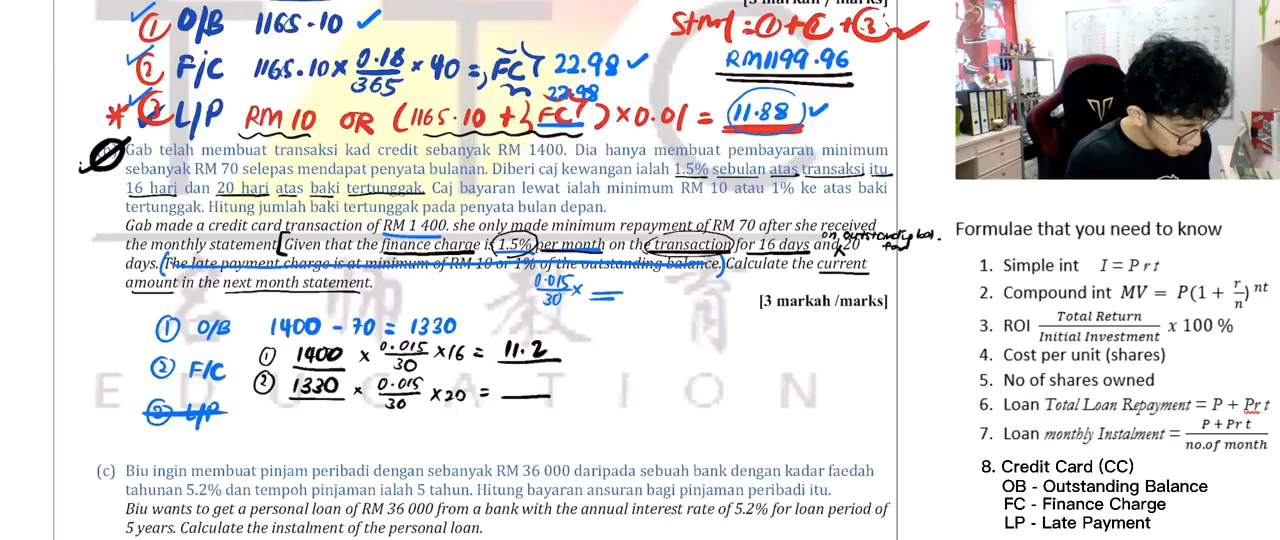 [3 markah / marks]
① O/B 1165.10 ✓
Stmt = ① + ② + ③
② F/C 1165.10 × 0.18/365 × 40 =, FC 22.98 ✓
22.98
RM1199.96
* ③ L/P RM 10 OR (1165.10 + {FC}) × 0.01 = 11.88 ✓
Gab telah membuat transaksi kad credit sebanyak RM 1400. Dia hanya membuat pembayaran minimum
sebanyak RM 70 selepas mendapat penyata bulanan. Diberi caj kewangan ialah 1.5% sebulan atas transaksi itu
16 hari dan 20 hari atas baki tertunggak. Caj bayaran lewat ialah minimum RM 10 atau 1% ke atas baki
tertunggak. Hitung jumlah baki tertunggak pada penyata bulan depan.
Gab made a credit card transaction of RM 1 400. she only made minimum repayment of RM 70 after she received
on outstanding bal.
the monthly statement. Given that the finance charge is 1.5% per month on the transaction for 16 days and 20
for
days. (The late payment charge is at minimum of RM 10 or 1% of the outstanding balance.) Calculate the current
amount in the next month statement.
0.015/30 ×
[3 markah /marks]
① O/B 1400 - 70 = 1330
② F/C ① 1400 × 0.015/30 × 16 = 11.2
② 1330 × 0.015/30 × 20 =
③ L/P
EDUCATION
(c) Biu ingin membuat pinjam peribadi dengan sebanyak RM 36 000 daripada sebuah bank dengan kadar faedah
tahunan 5.2% dan tempoh pinjaman ialah 5 tahun. Hitung bayaran ansuran bagi pinjaman peribadi itu.
Biu wants to get a personal loan of RM 36 000 from a bank with the annual interest rate of 5.2% for loan period of
5 years. Calculate the instalment of the personal loan.
Formulae that you need to know
1. Simple int I = P r t
2. Compound int MV = P(1 + r/n)^nt
3. ROI Total Return/Initial Investment x 100 %
4. Cost per unit (shares)
5. No of shares owned
6. Loan Total Loan Repayment = P + Pr t
7. Loan monthly Instalment = P + Pr t/no.of month
8. Credit Card (CC)
OB - Outstanding Balance
FC - Finance Charge
LP - Late Payment